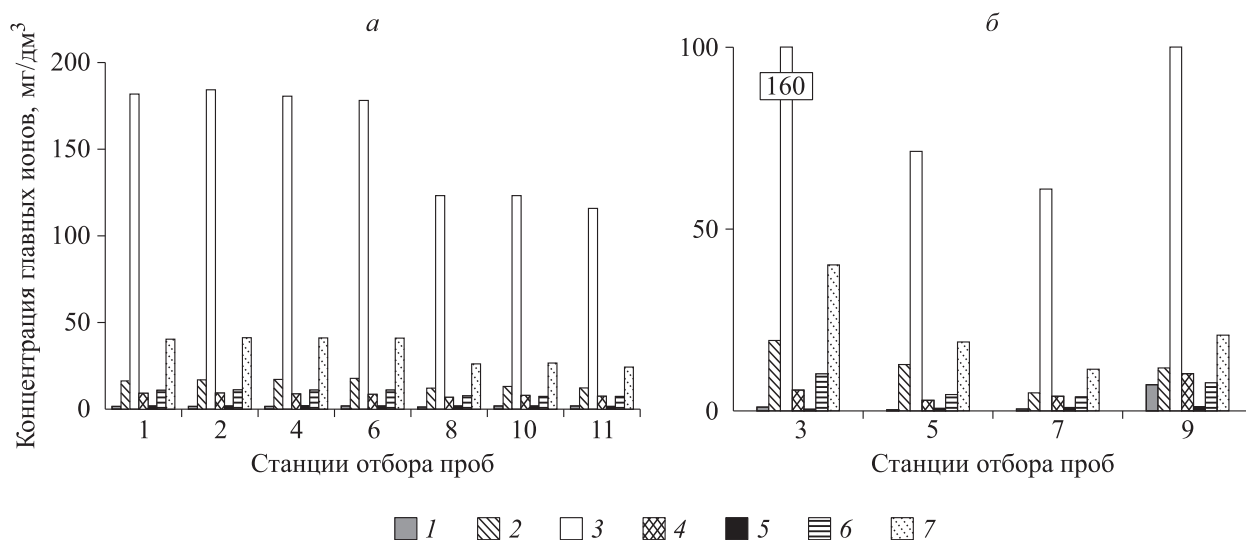 а
б
Концентрация главных ионов, мг/дм³
200
150
100
50
0
1 2 4 6 8 10 11
Станции отбора проб
100
50
0
160
3 5 7 9
Станции отбора проб
1 2 3 4 5 6 7